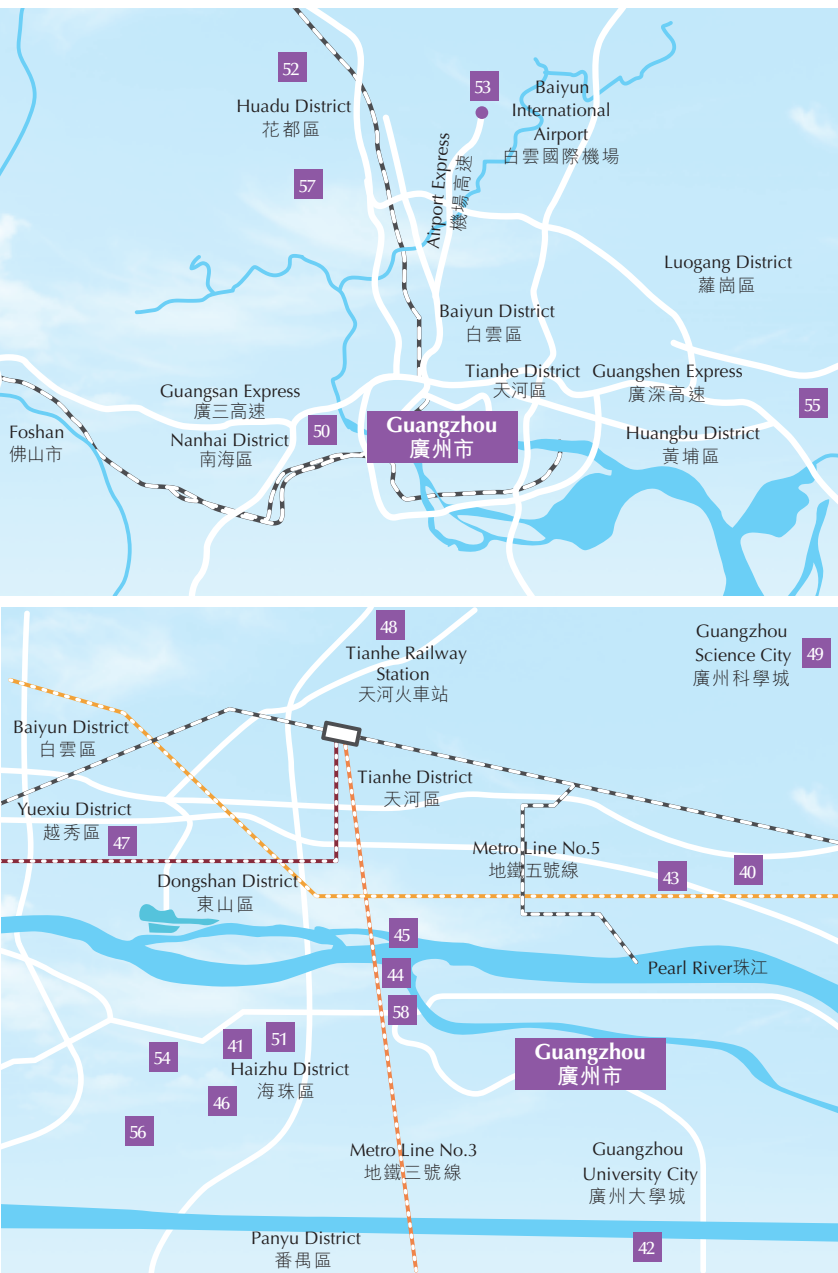 52
Huadu District
花都區
53
Baiyun
International
Airport
白雲國際機場
57
Airport Express
機場高速
Luogang District
蘿崗區
Baiyun District
白雲區
Tianhe District
天河區
Guangshen Express
廣深高速
Guangsan Express
廣三高速
55
Foshan
佛山市
Nanhai District
南海區
50
Guangzhou
廣州市
Huangbu District
黃埔區
48
Tianhe Railway
Station
天河火車站
Guangzhou
Science City
廣州科學城
49
Baiyun District
白雲區
Tianhe District
天河區
Yuexiu District
越秀區
47
Metro Line No.5
地鐵五號線
43
40
Dongshan District
東山區
45
44
Pearl River珠江
58
54
41
51
Haizhu District
海珠區
46
56
Guangzhou
廣州市
Metro Line No.3
地鐵三號線
Guangzhou
University City
廣州大學城
Panyu District
番禺區
42